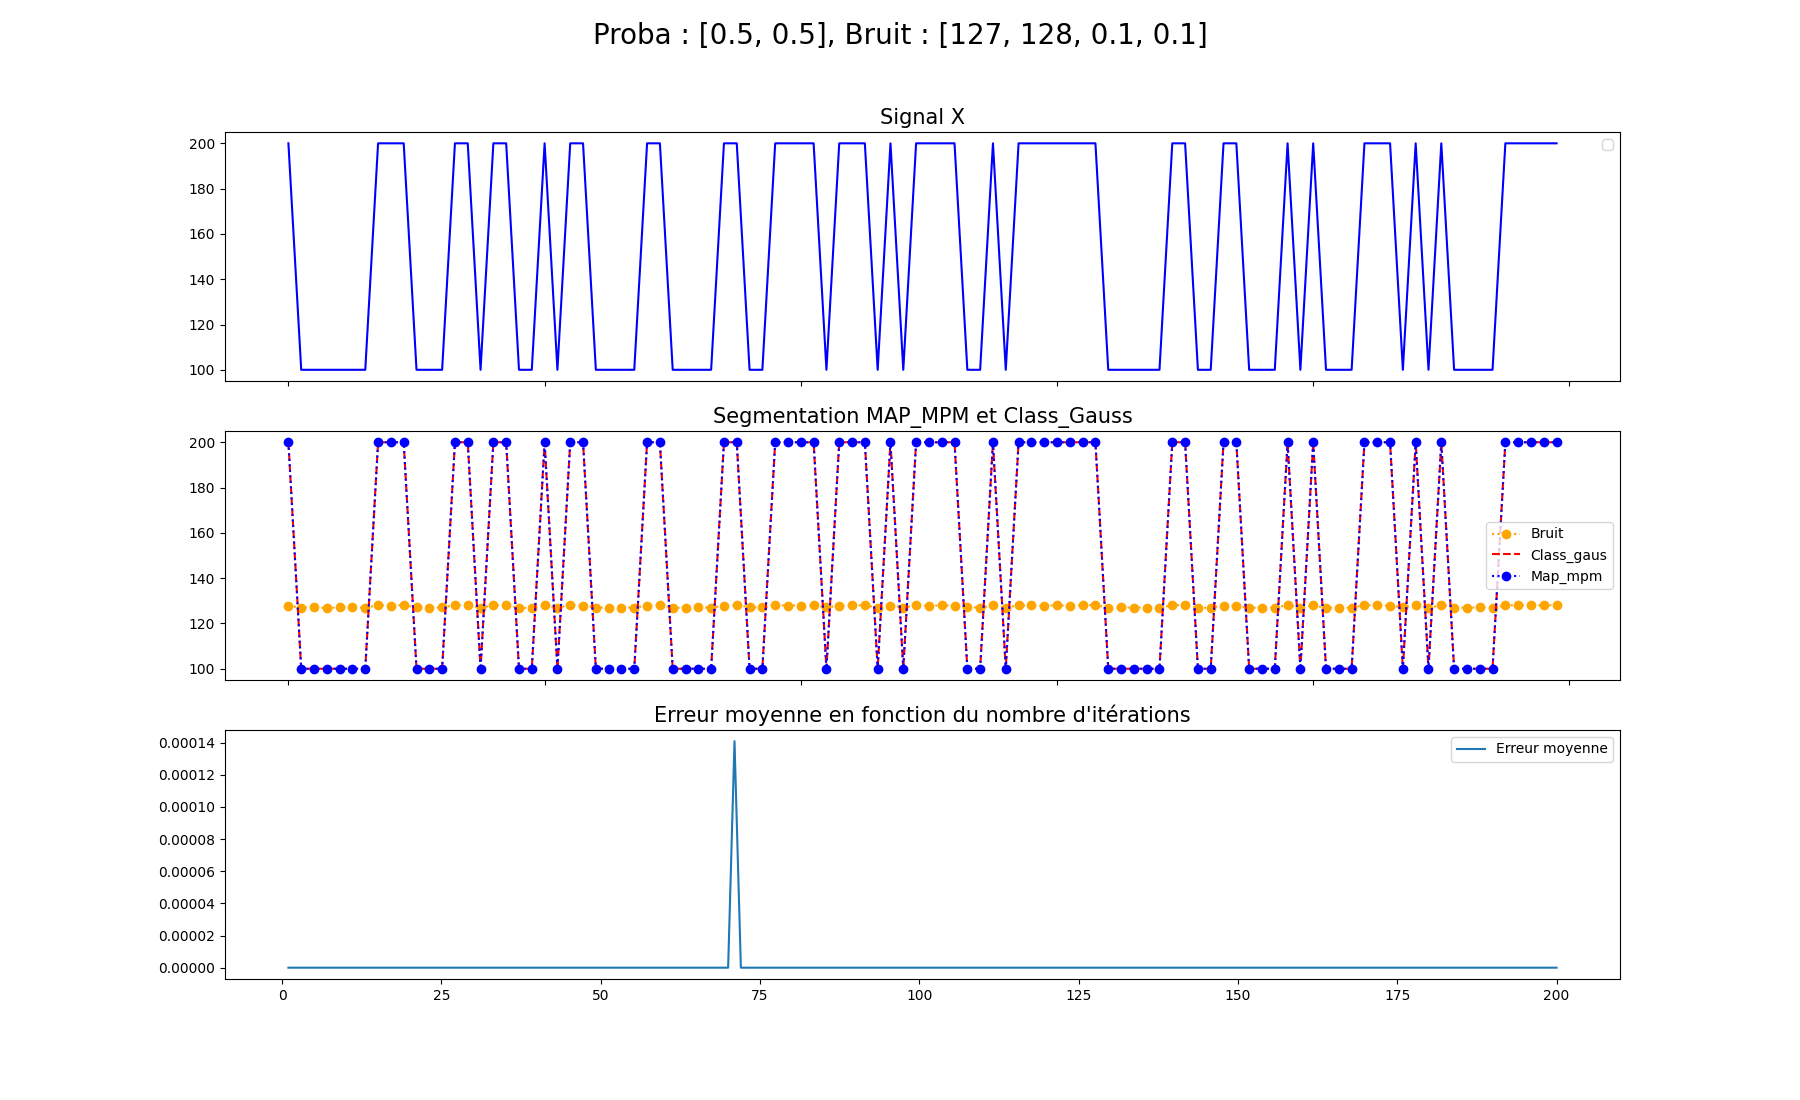 Proba : [0.5, 0.5], Bruit : [127, 128, 0.1, 0.1]
Signal X
200
180
160
140
120
100
Segmentation MAP_MPM et Class_Gauss
200
180
160
140
120
100
Bruit
Class_gaus
Map_mpm
Erreur moyenne en fonction du nombre d'itérations
0.00014
0.00012
0.00010
0.00008
0.00006
0.00004
0.00002
0.00000
Erreur moyenne
0 25 50 75 100 125 150 175 200